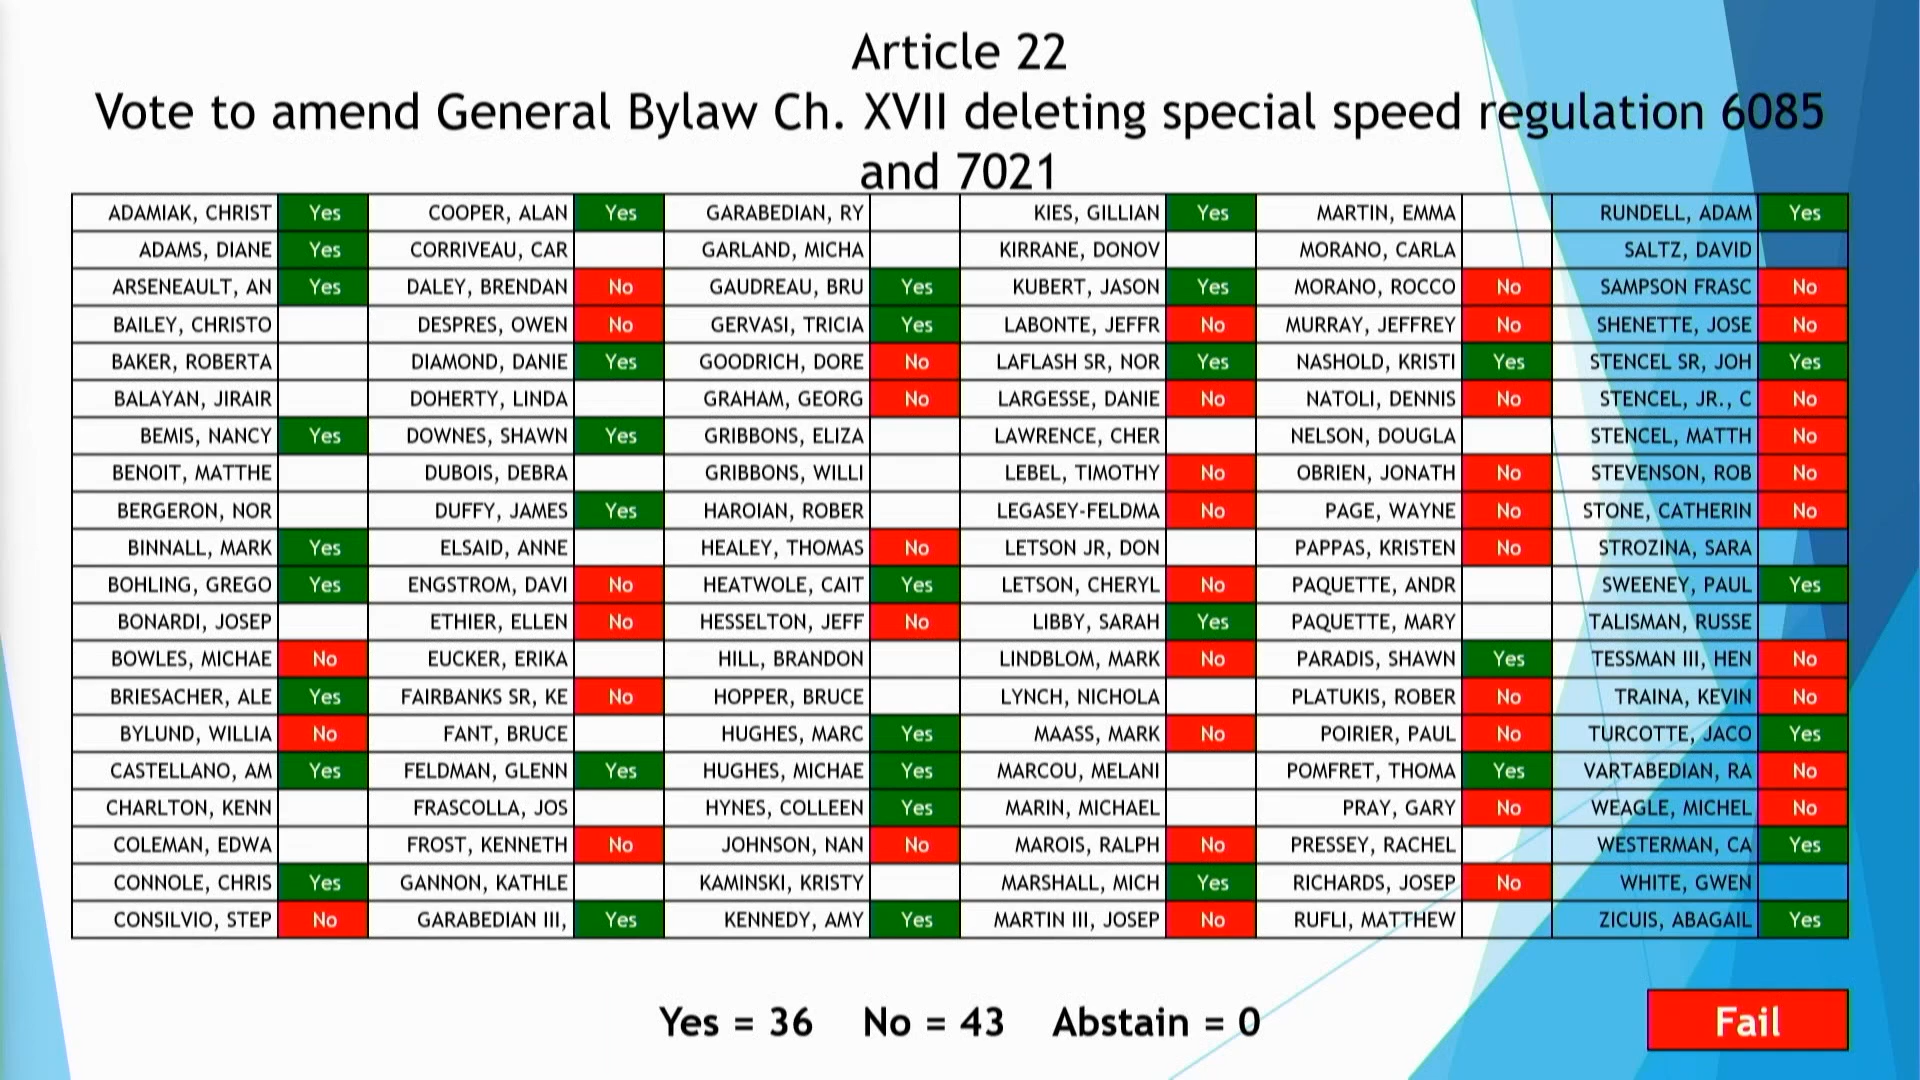 Article 22
Vote to amend General Bylaw Ch. XVII deleting special speed regulation 6085
and 7021
ADAMIAK, CHRIST Yes COOPER, ALAN Yes GARABEDIAN, RY KIES, GILLIAN Yes MARTIN, EMMA RUNDELL, ADAM Yes
ADAMS, DIANE Yes CORRIVEAU, CAR GARLAND, MICHA KIRRANE, DONOV MORANO, CARLA SALTZ, DAVID
ARSENEAULT, AN Yes DALEY, BRENDAN No GAUDREAU, BRU Yes KUBERT, JASON Yes MORANO, ROCCO No SAMPSON FRASC No
BAILEY, CHRISTO DESPRES, OWEN No GERVASI, TRICIA Yes LABONTE, JEFFR No MURRAY, JEFFREY No SHENETTE, JOSE No
BAKER, ROBERTA DIAMOND, DANIE Yes GOODRICH, DORE No LAFLASH SR, NOR Yes NASHOLD, KRISTI Yes STENCEL SR, JOH Yes
BALAYAN, JIRAIR DOHERTY, LINDA GRAHAM, GEORG No LARGESSE, DANIE No NATOLI, DENNIS No STENCEL, JR., C No
BEMIS, NANCY Yes DOWNES, SHAWN Yes GRIBBONS, ELIZA LAWRENCE, CHER NELSON, DOUGLA STENCEL, MATTH No
BENOIT, MATTHE DUBOIS, DEBRA GRIBBONS, WILLI LEBEL, TIMOTHY No OBRIEN, JONATH No STEVENSON, ROB No
BERGERON, NOR DUFFY, JAMES Yes HAROIAN, ROBER LEGASEY-FELDMA No PAGE, WAYNE No STONE, CATHERIN No
BINNALL, MARK Yes ELSAID, ANNE HEALEY, THOMAS No LETSON JR, DON PAPPAS, KRISTEN No STROZINA, SARA
BOHLING, GREGO Yes ENGSTROM, DAVI No HEATWOLE, CAIT Yes LETSON, CHERYL No PAQUETTE, ANDR SWEENEY, PAUL Yes
BONARDI, JOSEP ETHIER, ELLEN No HESSELTON, JEFF No LIBBY, SARAH Yes PAQUETTE, MARY TALISMAN, RUSSE
BOWLES, MICHAE No EUCKER, ERIKA HILL, BRANDON LINDBLOM, MARK No PARADIS, SHAWN Yes TESSMAN III, HEN No
BRIESACHER, ALE Yes FAIRBANKS SR, KE No HOPPER, BRUCE LYNCH, NICHOLA PLATUKIS, ROBER No TRAINA, KEVIN No
BYLUND, WILLIA No FANT, BRUCE HUGHES, MARC Yes MAASS, MARK No POIRIER, PAUL No TURCOTTE, JACO Yes
CASTELLANO, AM Yes FELDMAN, GLENN Yes HUGHES, MICHAE Yes MARCOU, MELANI POMFRET, THOMA Yes VARTABEDIAN, RA No
CHARLTON, KENN FRASCOLLA, JOS HYNES, COLLEEN Yes MARIN, MICHAEL PRAY, GARY No WEAGLE, MICHEL No
COLEMAN, EDWA FROST, KENNETH No JOHNSON, NAN No MAROIS, RALPH No PRESSEY, RACHEL WESTERMAN, CA Yes
CONNOLE, CHRIS Yes GANNON, KATHLE KAMINSKI, KRISTY MARSHALL, MICH Yes RICHARDS, JOSEP No WHITE, GWEN
CONSILVIO, STEP No GARABEDIAN III, Yes KENNEDY, AMY Yes MARTIN III, JOSEP No RUFLI, MATTHEW ZICUIS, ABAGAIL Yes
Yes = 36 No = 43 Abstain = 0
Fail